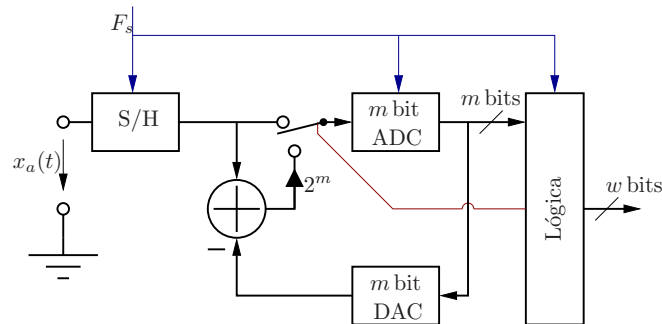 F_s
S/H
m bit
ADC
m bits
x_a(t)
2^m
w bits
Lógica
m bit
DAC